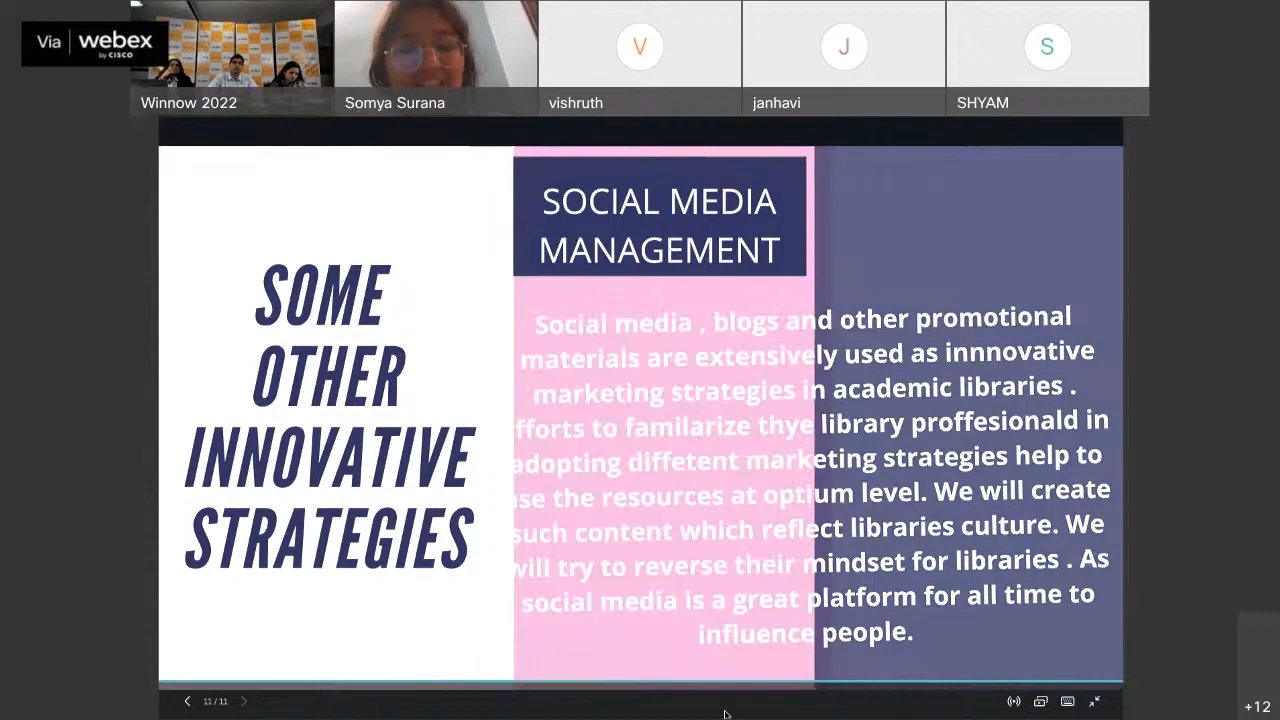 Via webex
by CISCO
Winnow 2022
Somya Surana
V
vishruth
J
janhavi
S
SHYAM
SOME
OTHER
INNOVATIVE
STRATEGIES
SOCIAL MEDIA
MANAGEMENT
Social media , blogs and other promotional
materials are extensively used as innnovative
marketing strategies in academic libraries .
fforts to familarize thye library proffesionald in
adopting diffetent marketing strategies help to
se the resources at optium level. We will create
such content which reflect libraries culture. We
will try to reverse their mindset for libraries . As
social media is a great platform for all time to
influence people.
11 / 11
+12